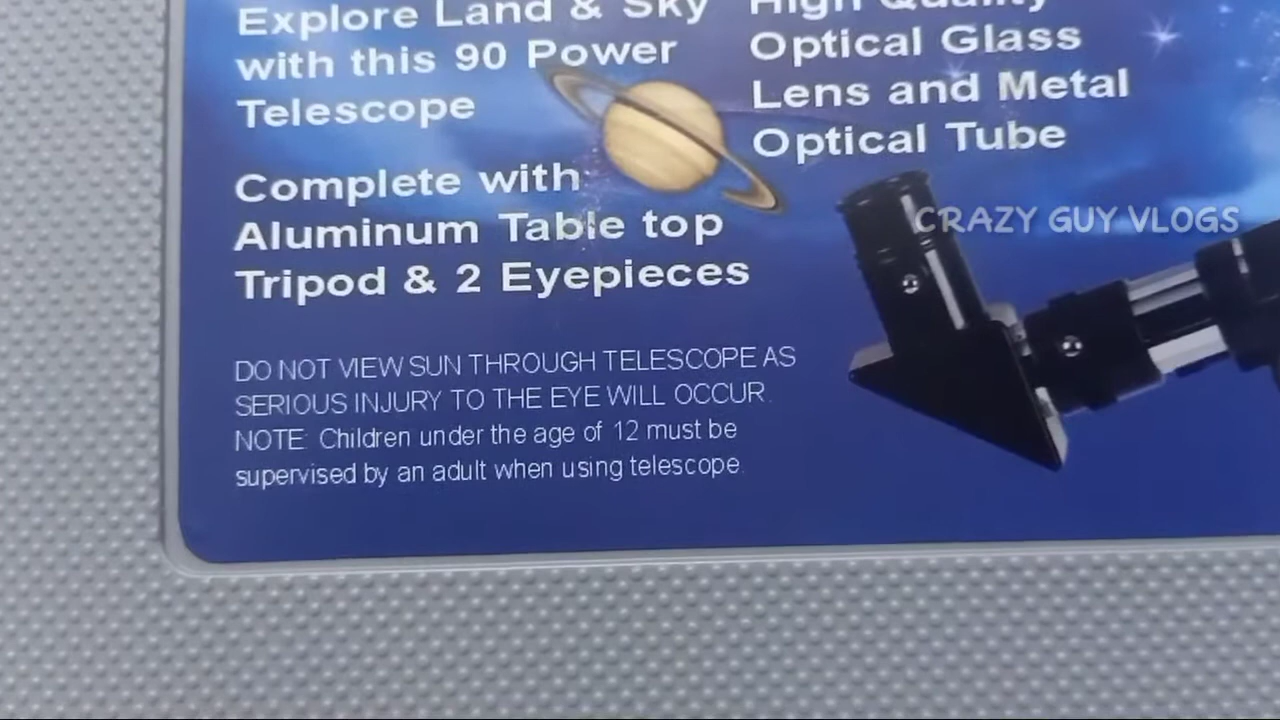 Explore Land & Sky
with this 90 Power
Telescope
Complete with
Aluminum Table top
Tripod & 2 Eyepieces
High Quality
Optical Glass
Lens and Metal
Optical Tube
CRAZY GUY VLOGS
DO NOT VIEW SUN THROUGH TELESCOPE AS
SERIOUS INJURY TO THE EYE WILL OCCUR.
NOTE: Children under the age of 12 must be
supervised by an adult when using telescope.